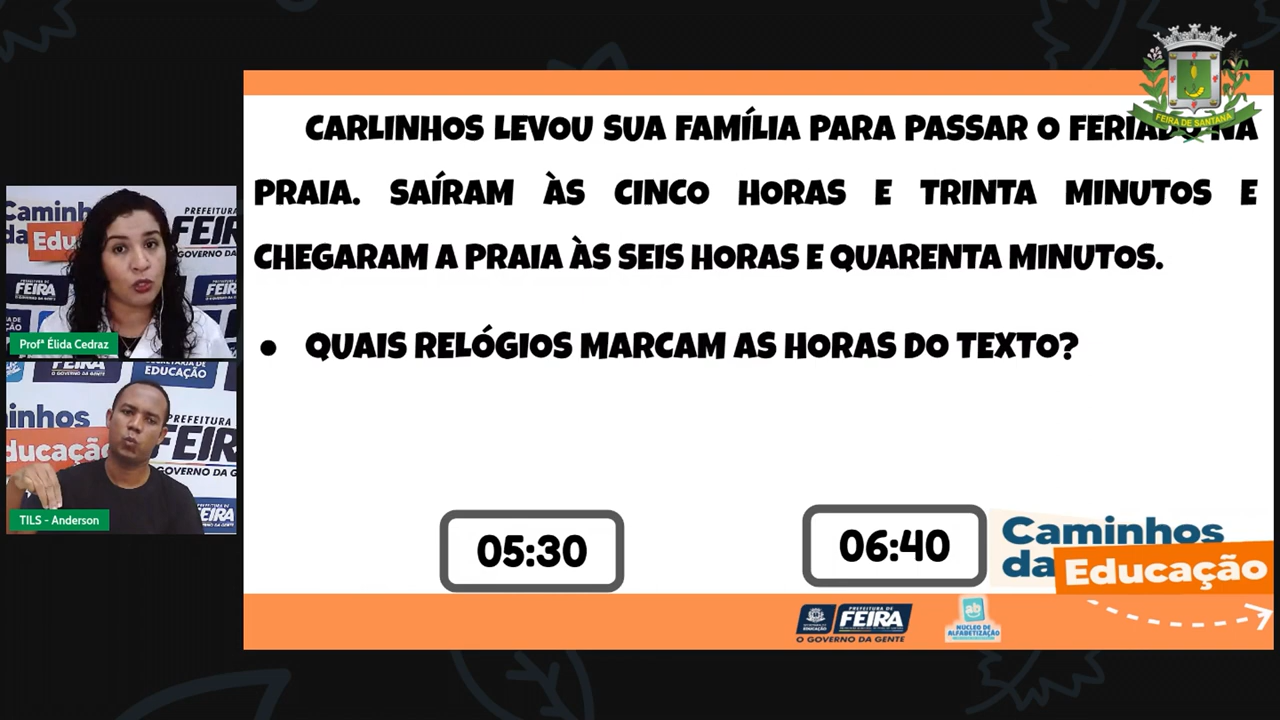 FEIRA DE SANTANA
CARLINHOS LEVOU SUA FAMÍLIA PARA PASSAR O FERIADO NA
PRAIA. SAÍRAM ÀS CINCO HORAS E TRINTA MINUTOS E
CHEGARAM A PRAIA ÀS SEIS HORAS E QUARENTA MINUTOS.
• QUAIS RELÓGIOS MARCAM AS HORAS DO TEXTO?
05:30
06:40
Caminhos
da Educação
PREFEITURA DE
FEIRA
O GOVERNO DA GENTE
NÚCLEO DE
ALFABETIZAÇÃO
Profª Élida Cedraz
TILS - Anderson